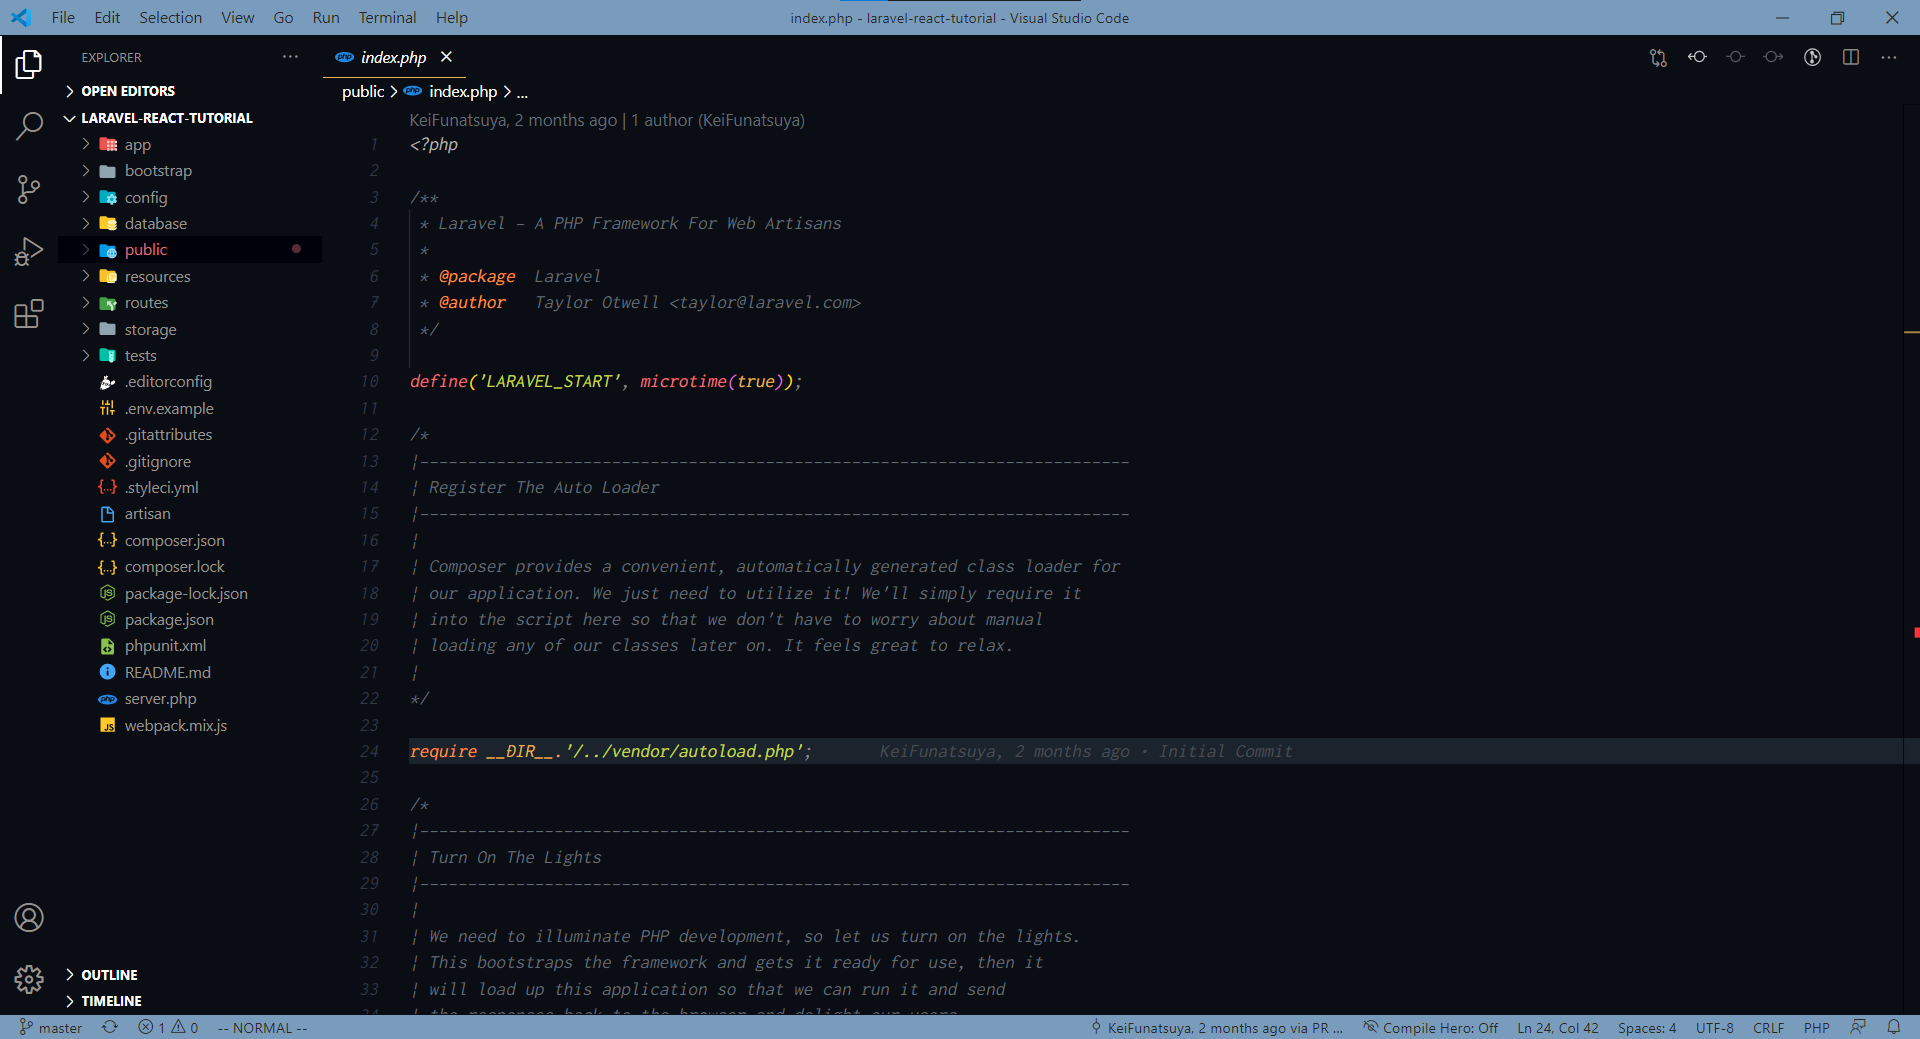 File Edit Selection View Go Run Terminal Help
index.php - laravel-react-tutorial - Visual Studio Code
EXPLORER
index.php
OPEN EDITORS
LARAVEL-REACT-TUTORIAL
app
bootstrap
config
database
public
resources
routes
storage
tests
.editorconfig
.env.example
.gitattributes
.gitignore
.styleci.yml
artisan
composer.json
composer.lock
package-lock.json
package.json
phpunit.xml
README.md
server.php
webpack.mix.js
OUTLINE
TIMELINE
public > index.php > ...
KeiFunatsuya, 2 months ago | 1 author (KeiFunatsuya)
1 <?php
2
3 /**
4 * Laravel - A PHP Framework For Web Artisans
5 *
6 * @package  Laravel
7 * @author   Taylor Otwell <taylor@laravel.com>
8 */
9
10 define('LARAVEL_START', microtime(true));
11
12 /*
13 |--------------------------------------------------------------------------
14 | Register The Auto Loader
15 |--------------------------------------------------------------------------
16 |
17 | Composer provides a convenient, automatically generated class loader for
18 | our application. We just need to utilize it! We'll simply require it
19 | into the script here so that we don't have to worry about manual
20 | loading any of our classes later on. It feels great to relax.
21 |
22 */
23
24 require __DIR__.'/../vendor/autoload.php'; KeiFunatsuya, 2 months ago • Initial Commit
25
26 /*
27 |--------------------------------------------------------------------------
28 | Turn On The Lights
29 |--------------------------------------------------------------------------
30 |
31 | We need to illuminate PHP development, so let us turn on the lights.
32 | This bootstraps the framework and gets it ready for use, then it
33 | will load up this application so that we can run it and send
34 | the responses back to the browser and delight our users.
master 1 0 -- NORMAL -- KeiFunatsuya, 2 months ago via PR ... Compile Hero: Off Ln 24, Col 42 Spaces: 4 UTF-8 CRLF PHP